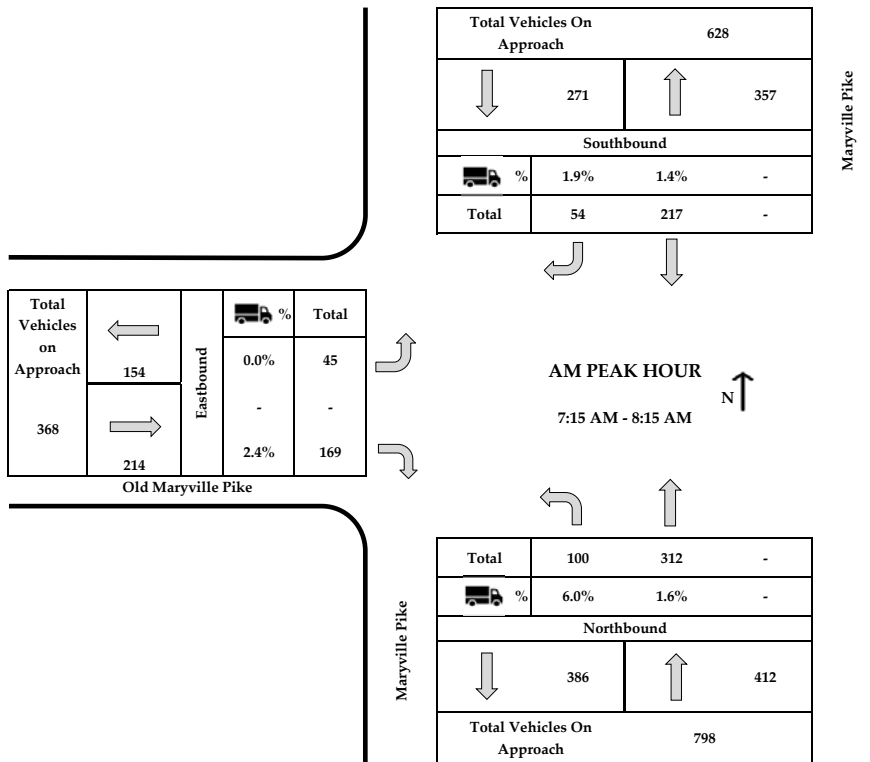 Total Vehicles On
Approach
628
271
357
Maryville Pike
Southbound
% 1.9% 1.4% -
Total 54 217 -
Total
Vehicles
on
Approach
368
154
214
Eastbound
% Total
0.0% 45
- -
2.4% 169
Old Maryville Pike
AM PEAK HOUR
7:15 AM - 8:15 AM
N
Total 100 312 -
% 6.0% 1.6% -
Northbound
Maryville Pike
386
412
Total Vehicles On
Approach
798